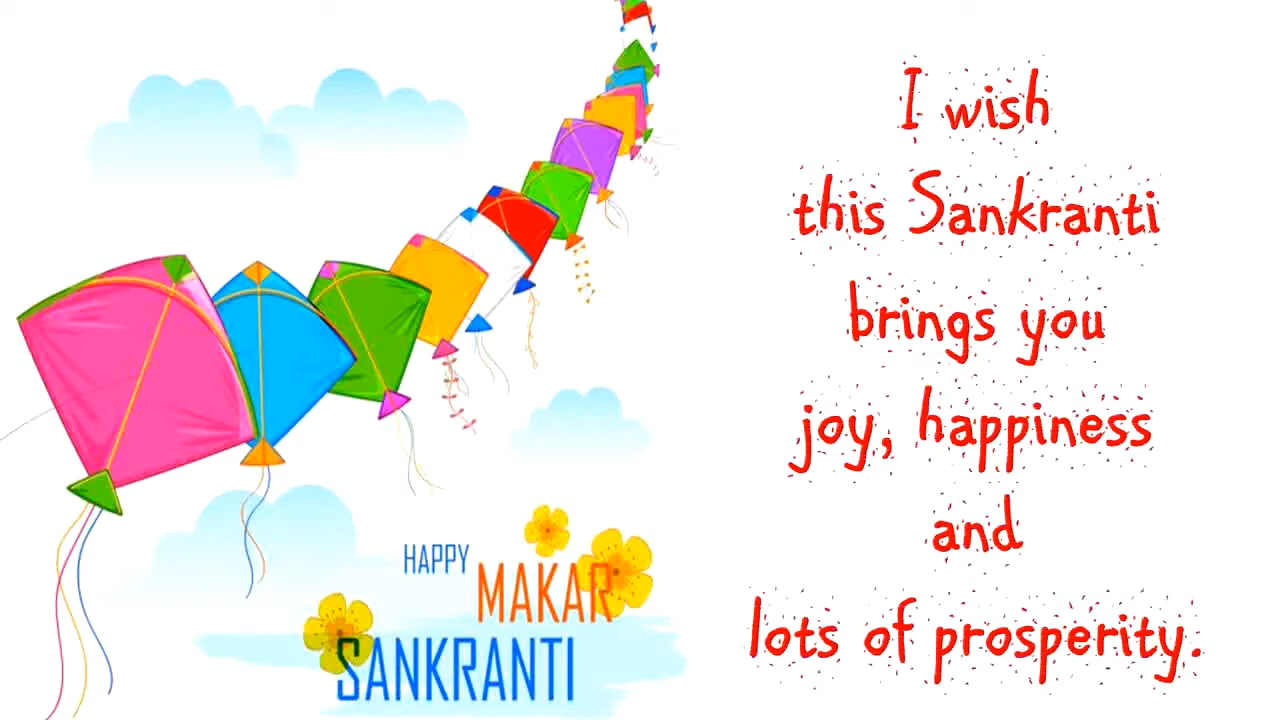 HAPPY
MAKAR
SANKRANTI
I wish
this Sankranti
brings you
joy, happiness
and
lots of prosperity.